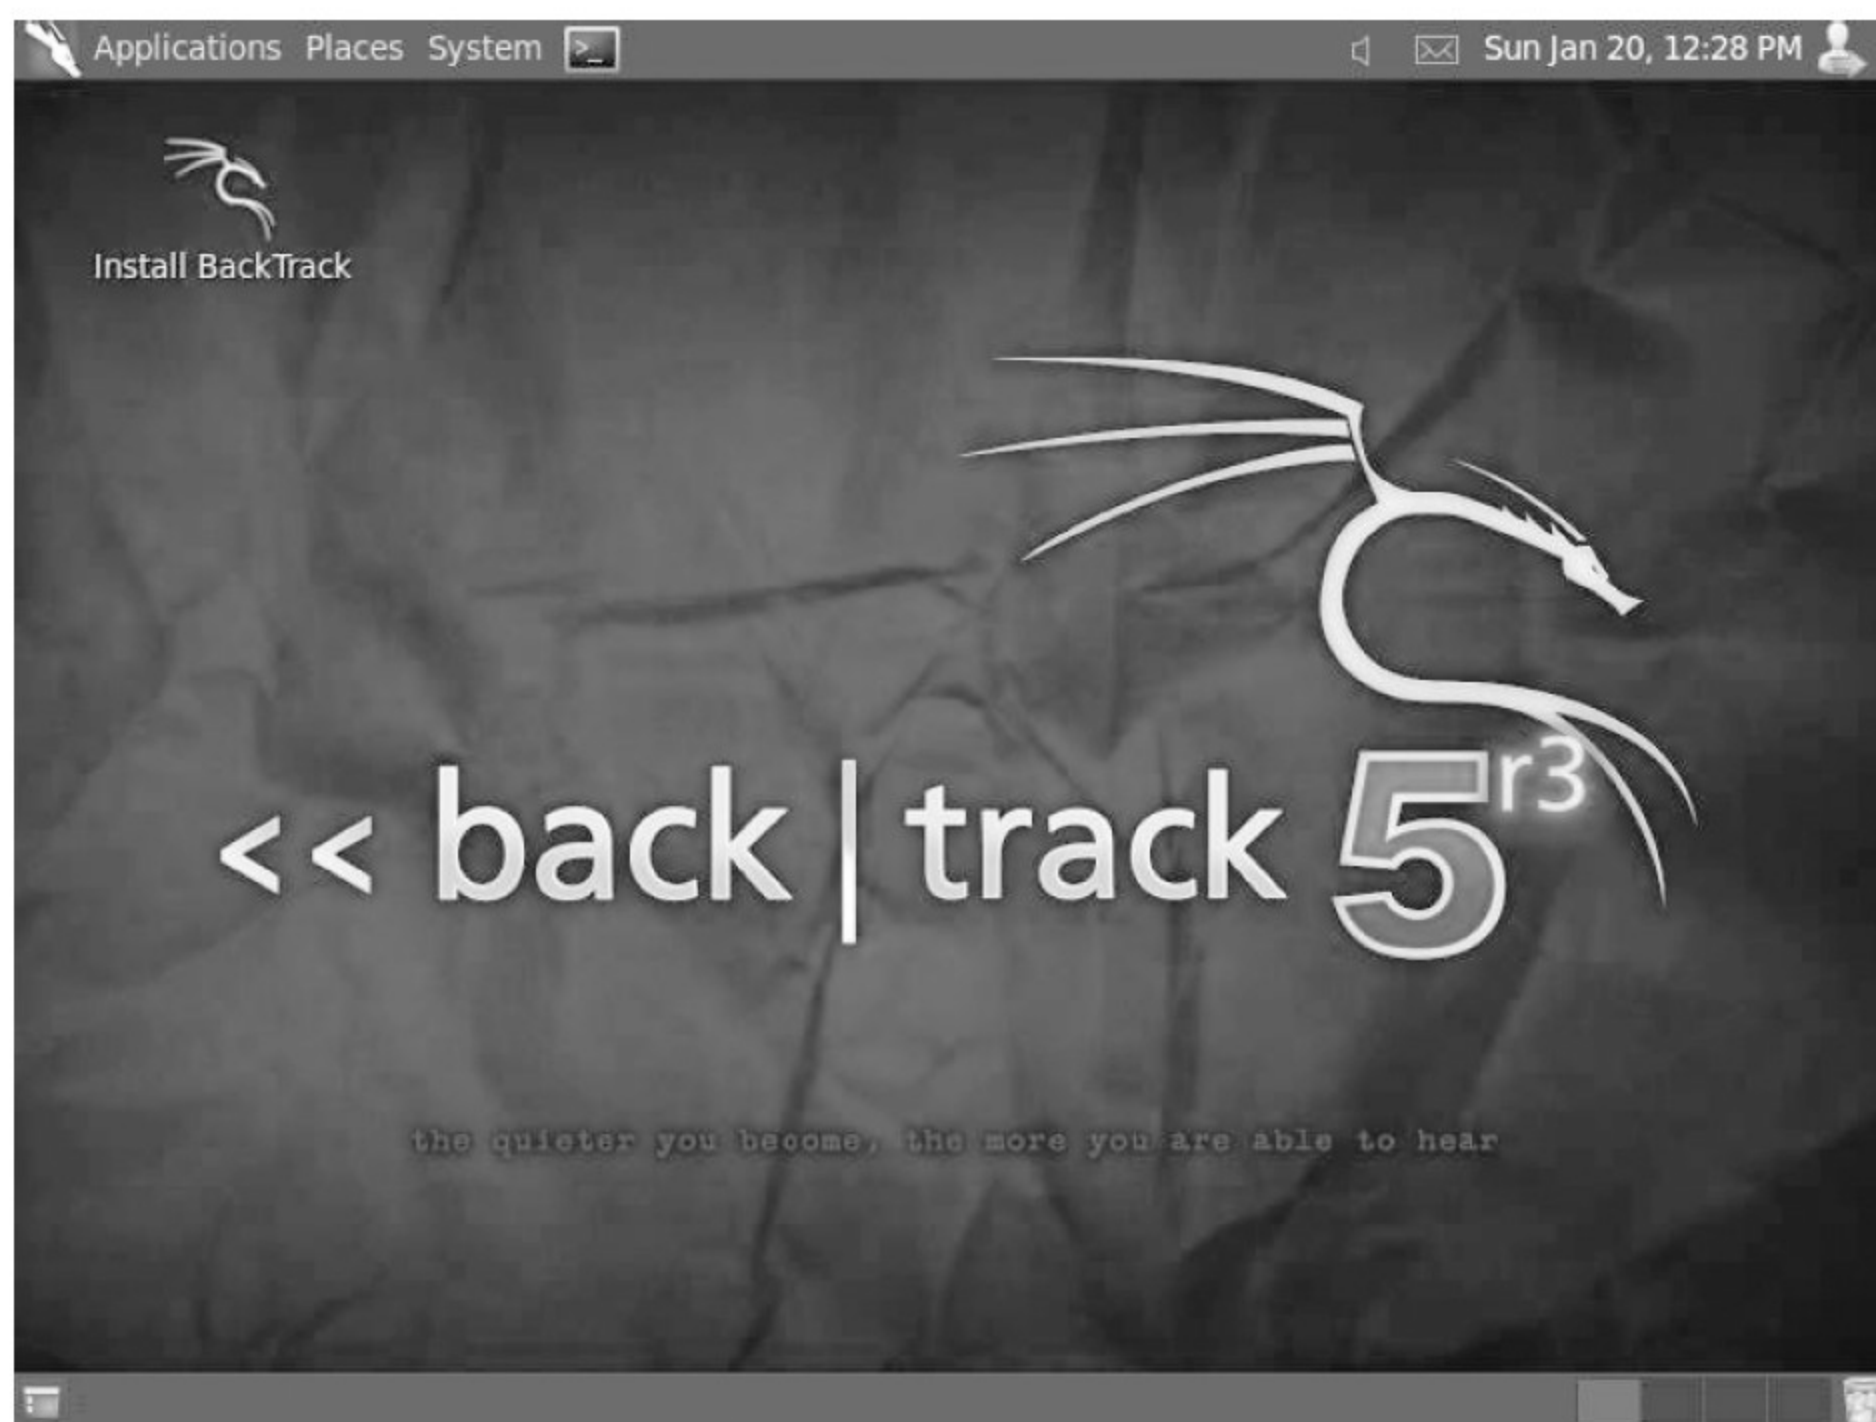 Applications Places System >_ Sun Jan 20, 12:28 PM
Install BackTrack
<< back | track 5 r3
the quieter you become, the more you are able to hear